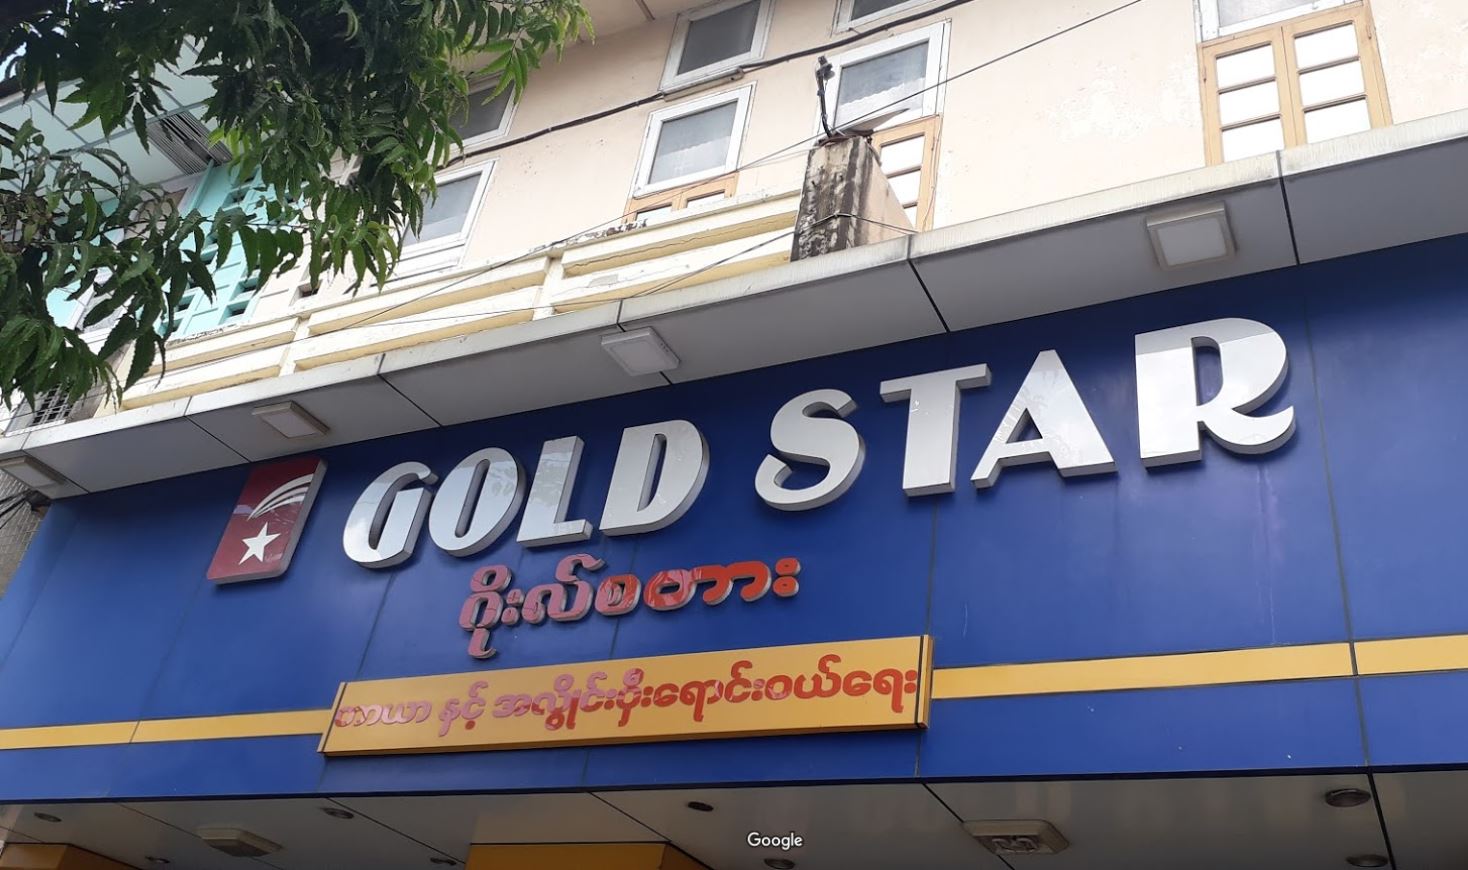 GOLD STAR
ဂိုးလ်စတား
တာယာ နှင့် အလွိုင်းဗှီးရောင်းဝယ်ရေး
Google